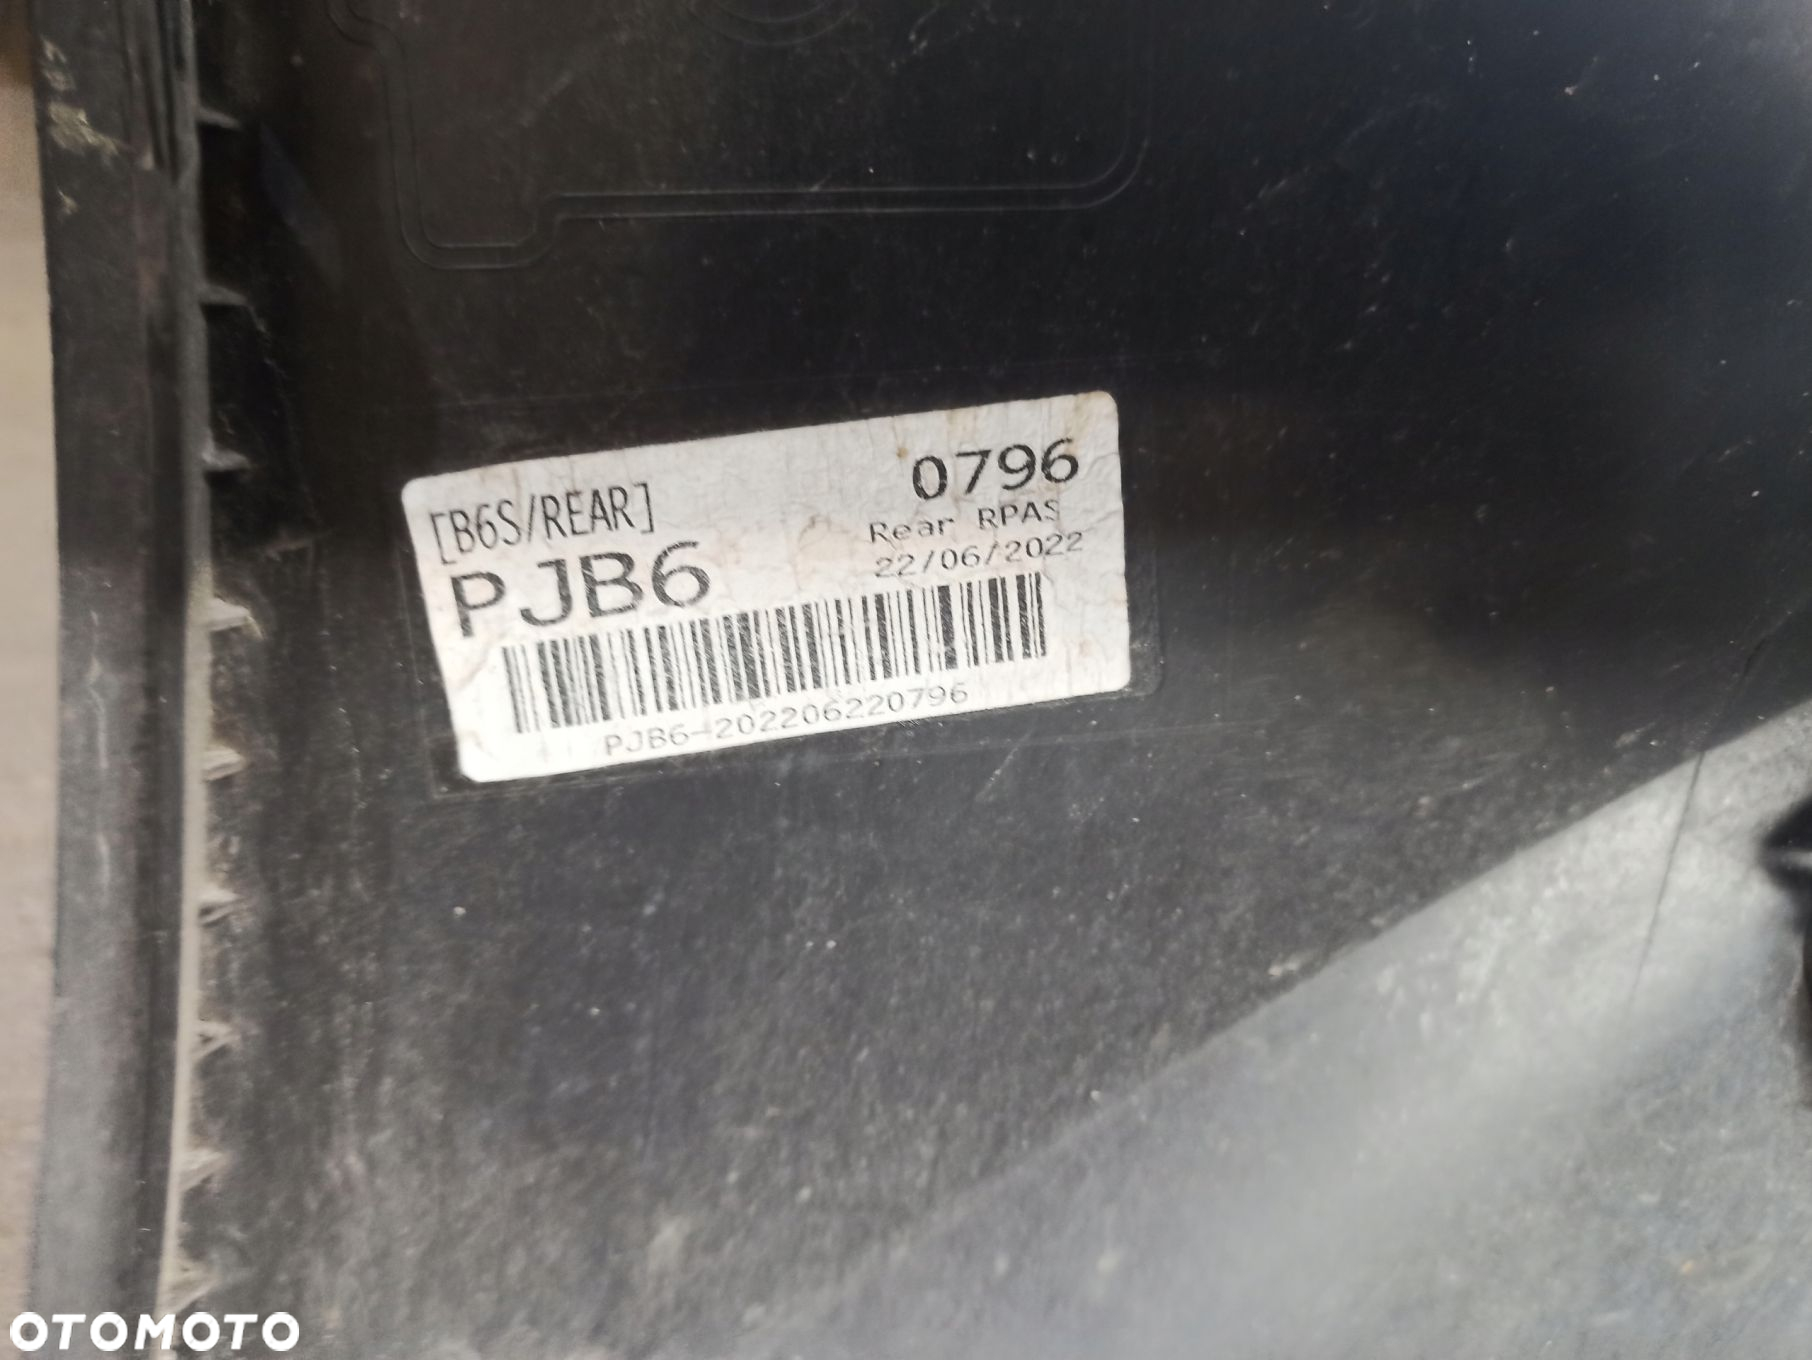 0796
[B6S/REAR]
Rear RPAS
PJB6
22/06/2022
PJB6-202206220796
OTOMOTO